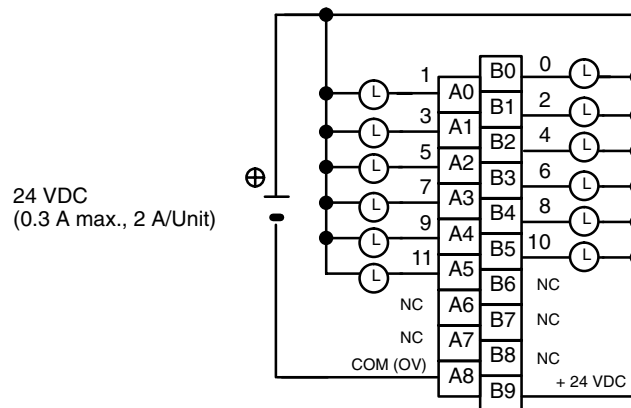 B0 0 L
1 L A0
B1 2 L
3 L A1
B2 4 L
5 L A2
B3 6 L
7 L A3
B4 8 L
9 L A4
B5 10 L
11 L A5
B6 NC
NC A6
B7 NC
NC A7
B8 NC
COM (OV) A8
B9 + 24 VDC
24 VDC
(0.3 A max., 2 A/Unit)